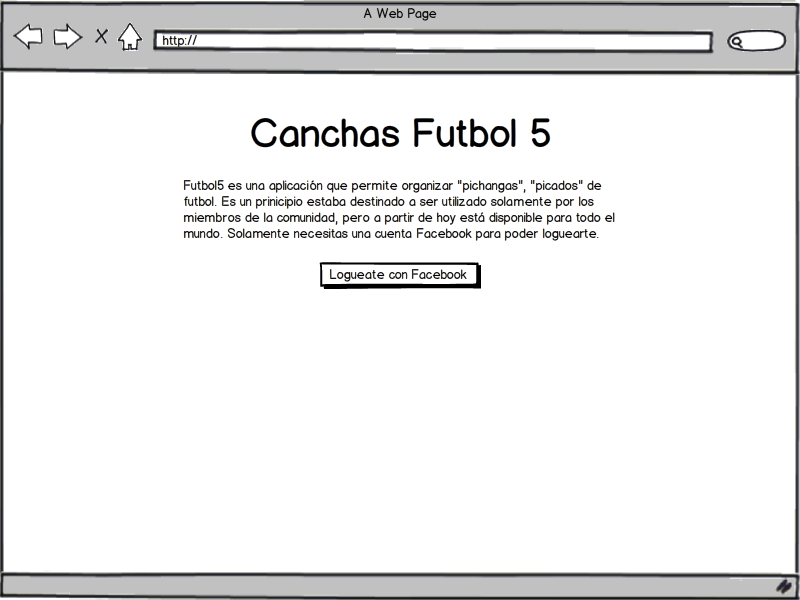 A Web Page
http://
Canchas Futbol 5
Futbol5 es una aplicación que permite organizar "pichangas", "picados" de
futbol. Es un prinicipio estaba destinado a ser utilizado solamente por los
miembros de la comunidad, pero a partir de hoy está disponible para todo el
mundo. Solamente necesitas una cuenta Facebook para poder loguearte.
Logueate con Facebook